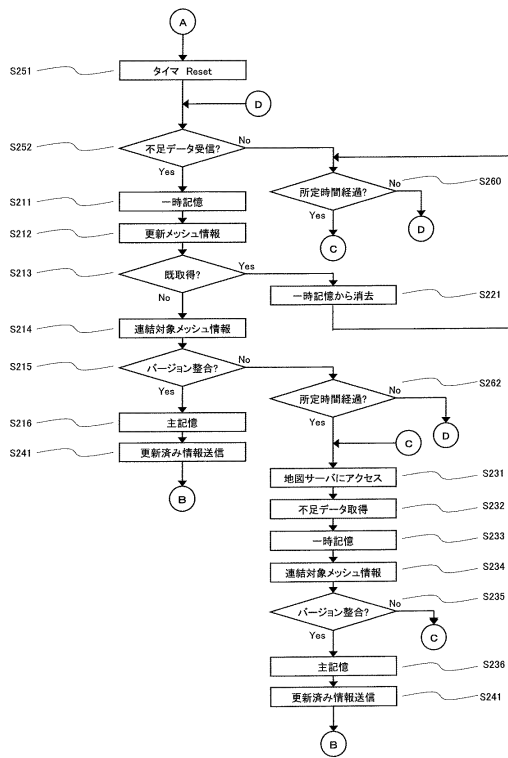 A
S251
タイマ Reset
D
S252
不足データ受信?
No
Yes
S260
所定時間経過?
No
Yes
D
C
S211
一時記憶
S212
更新メッシュ情報
S213
既取得?
Yes
No
一時記憶から消去
S221
S214
連結対象メッシュ情報
S215
バージョン整合?
No
Yes
S262
所定時間経過?
No
Yes
D
C
S216
主記憶
S241
更新済み情報送信
B
地図サーバにアクセス
S231
不足データ取得
S232
一時記憶
S233
連結対象メッシュ情報
S234
S235
バージョン整合?
No
Yes
C
主記憶
S236
更新済み情報送信
S241
B